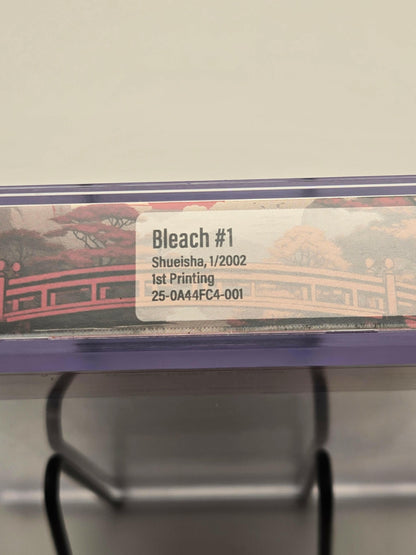 Bleach #1
Shueisha, 1/2002
1st Printing
25-0A44FC4-001